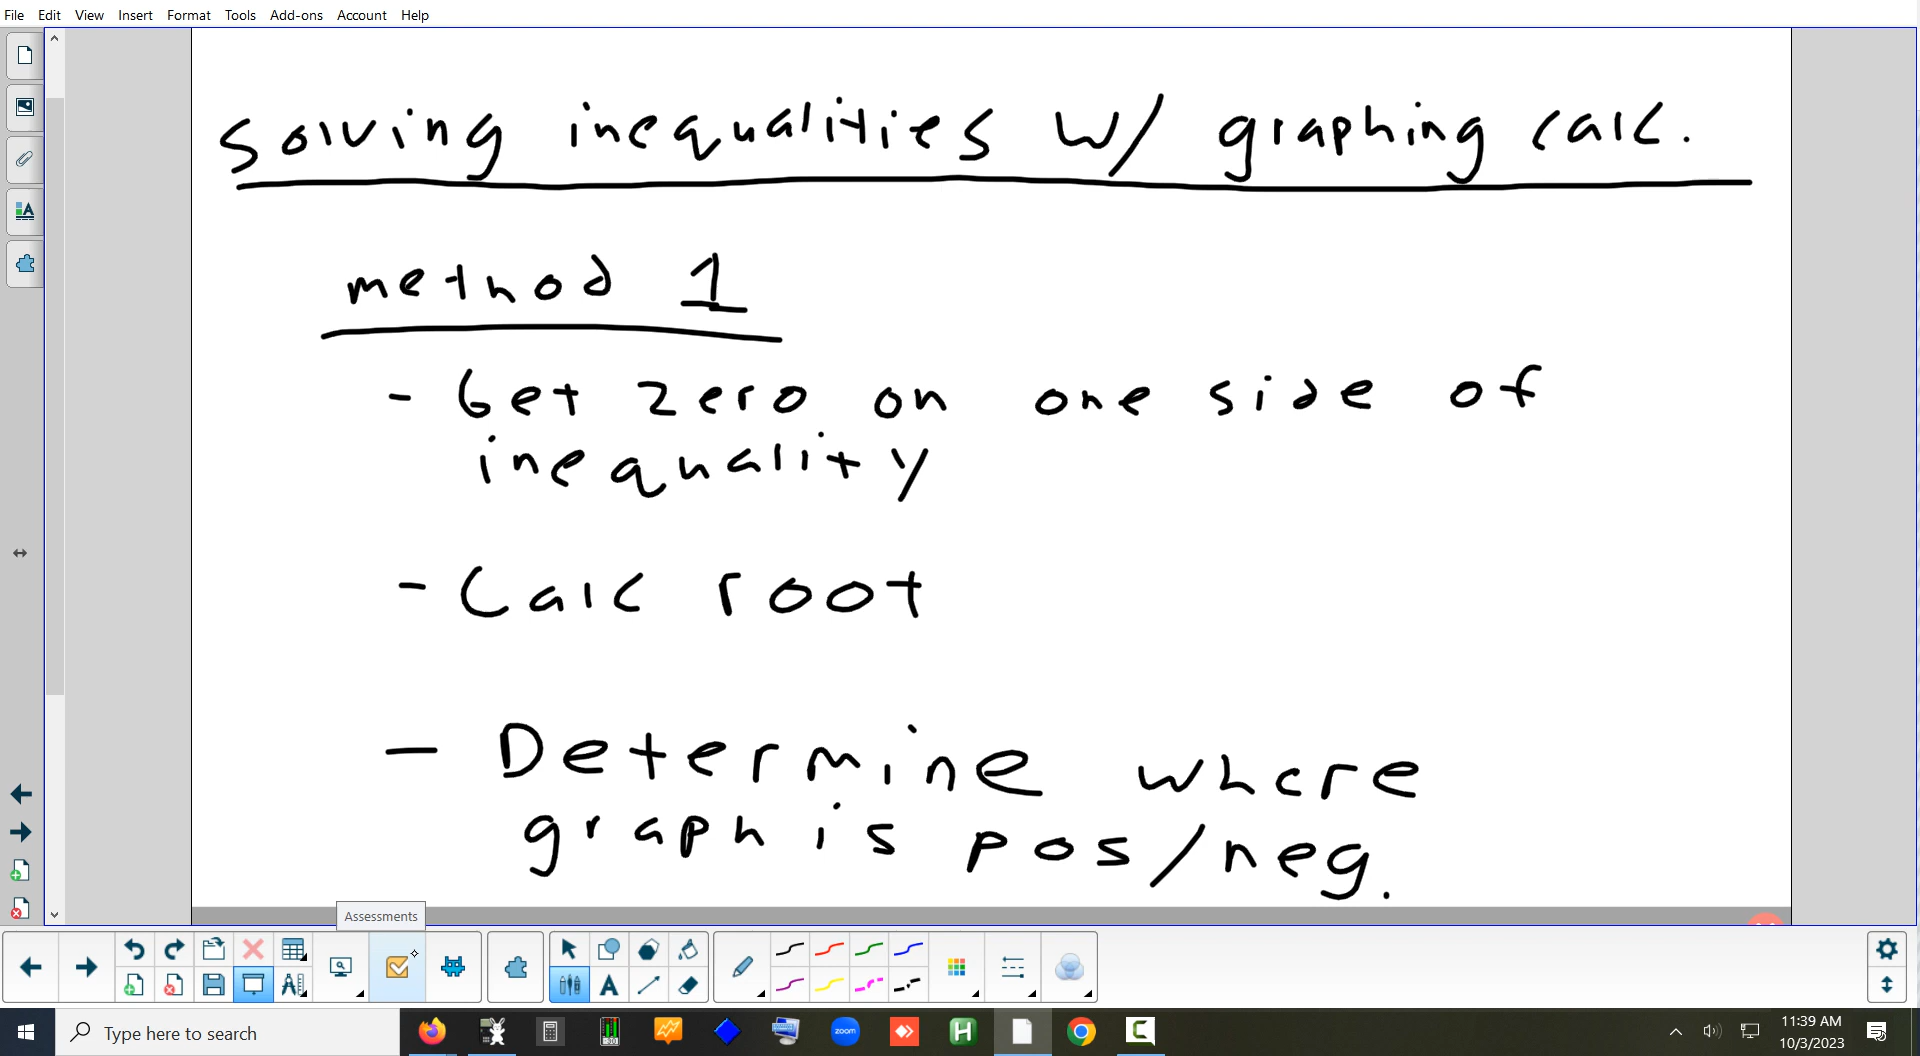 File Edit View Insert Format Tools Add-ons Account Help
solving inequalities w/ graphing calc.
method 1
- Get zero on one side of
inequality
- Calc root
- Determine where
graph is pos/neg.
Assessments
Type here to search
zoom
11:39 AM
10/3/2023